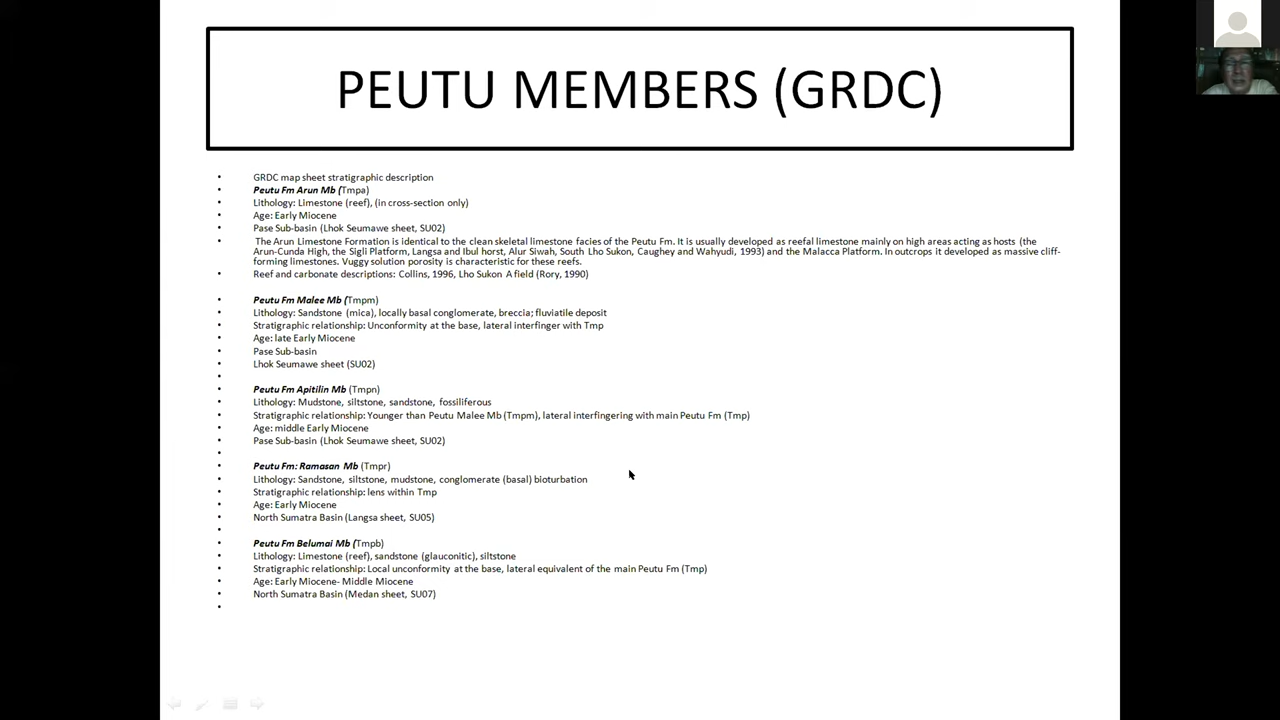 PEUTU MEMBERS (GRDC)
• GRDC map sheet stratigraphic description
• Peutu Fm Arun Mb (Tmpa)
• Lithology: Limestone (reef), (in cross-section only)
• Age: Early Miocene
• Pase Sub-basin (Lhok Seumawe sheet, SU02)
• The Arun Limestone Formation is identical to the clean skeletal limestone facies of the Peutu Fm. It is usually developed as reefal limestone mainly on high areas acting as hosts (the
Arun-Cunda High, the Sigli Platform, Langsa and Ibul horst, Alur Siwah, South Lho Sukon, Caughey and Wahyudi, 1993) and the Malacca Platform. In outcrops it developed as massive cliff-
forming limestones. Vuggy solution porosity is characteristic for these reefs.
• Reef and carbonate descriptions: Collins, 1996, Lho Sukon A field (Rory, 1990)
• Peutu Fm Malee Mb (Tmpm)
• Lithology: Sandstone (mica), locally basal conglomerate, breccia; fluviatile deposit
• Stratigraphic relationship: Unconformity at the base, lateral interfinger with Tmp
• Age: late Early Miocene
• Pase Sub-basin
• Lhok Seumawe sheet (SU02)
•
• Peutu Fm Apitilin Mb (Tmpn)
• Lithology: Mudstone, siltstone, sandstone, fossiliferous
• Stratigraphic relationship: Younger than Peutu Malee Mb (Tmpm), lateral interfingering with main Peutu Fm (Tmp)
• Age: middle Early Miocene
• Pase Sub-basin (Lhok Seumawe sheet, SU02)
•
• Peutu Fm: Ramasan Mb (Tmpr)
• Lithology: Sandstone, siltstone, mudstone, conglomerate (basal) bioturbation
• Stratigraphic relationship: lens within Tmp
• Age: Early Miocene
• North Sumatra Basin (Langsa sheet, SU05)
•
• Peutu Fm Belumai Mb (Tmpb)
• Lithology: Limestone (reef), sandstone (glauconitic), siltstone
• Stratigraphic relationship: Local unconformity at the base, lateral equivalent of the main Peutu Fm (Tmp)
• Age: Early Miocene- Middle Miocene
• North Sumatra Basin (Medan sheet, SU07)
•